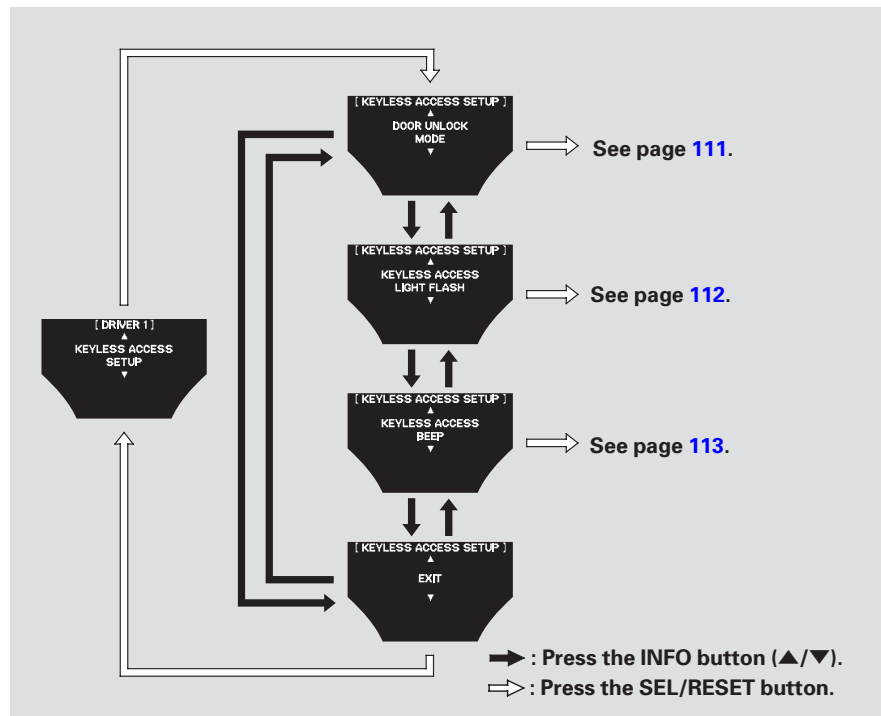 [ KEYLESS ACCESS SETUP ]
▲
DOOR UNLOCK
MODE
▼
See page 111.
[ KEYLESS ACCESS SETUP ]
▲
KEYLESS ACCESS
LIGHT FLASH
▼
See page 112.
[ DRIVER 1 ]
▲
KEYLESS ACCESS
SETUP
▼
[ KEYLESS ACCESS SETUP ]
▲
KEYLESS ACCESS
BEEP
▼
See page 113.
[ KEYLESS ACCESS SETUP ]
▲
EXIT
▼
: Press the INFO button (▲/▼).
: Press the SEL/RESET button.